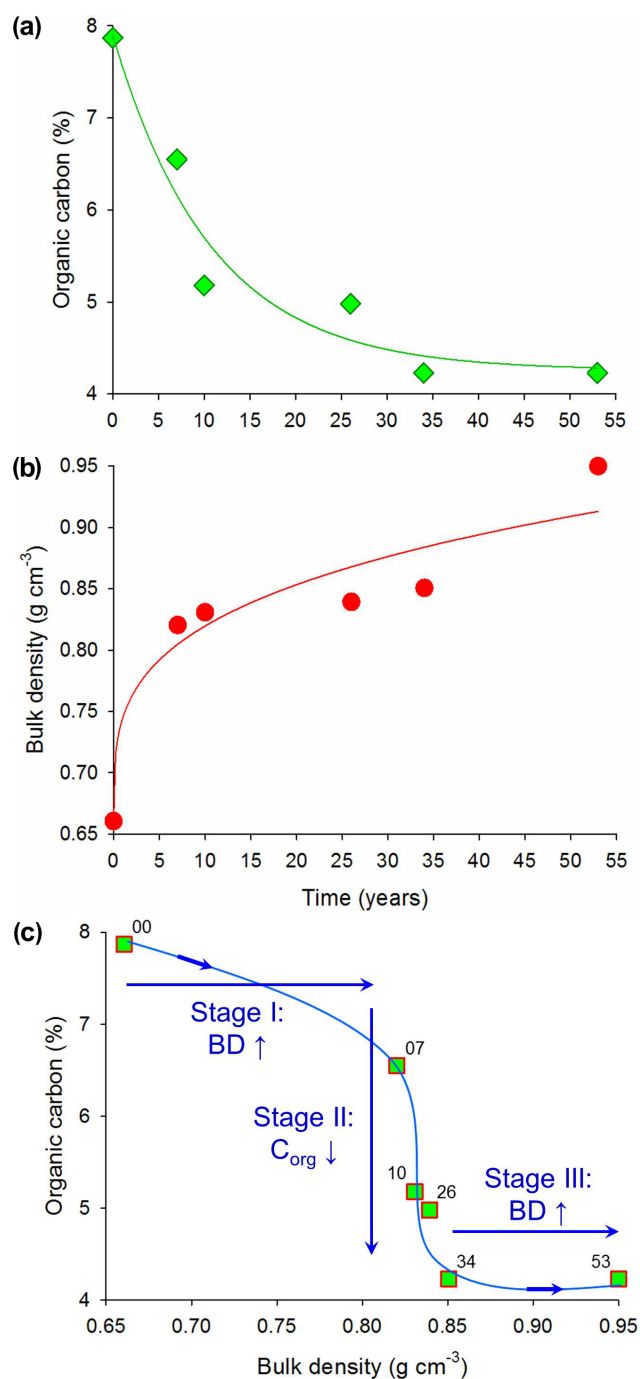 (a)
8
7
6
5
4
Organic carbon (%)
0 5 10 15 20 25 30 35 40 45 50 55
(b)
0.95
0.90
0.85
0.80
0.75
0.70
0.65
Bulk density (g cm⁻³)
0 5 10 15 20 25 30 35 40 45 50 55
Time (years)
(c)
8
7
6
5
4
Organic carbon (%)
00
Stage I:
BD ↑
07
Stage II:
C_org ↓
10
26
Stage III:
BD ↑
34
53
0.65 0.70 0.75 0.80 0.85 0.90 0.95
Bulk density (g cm⁻³)